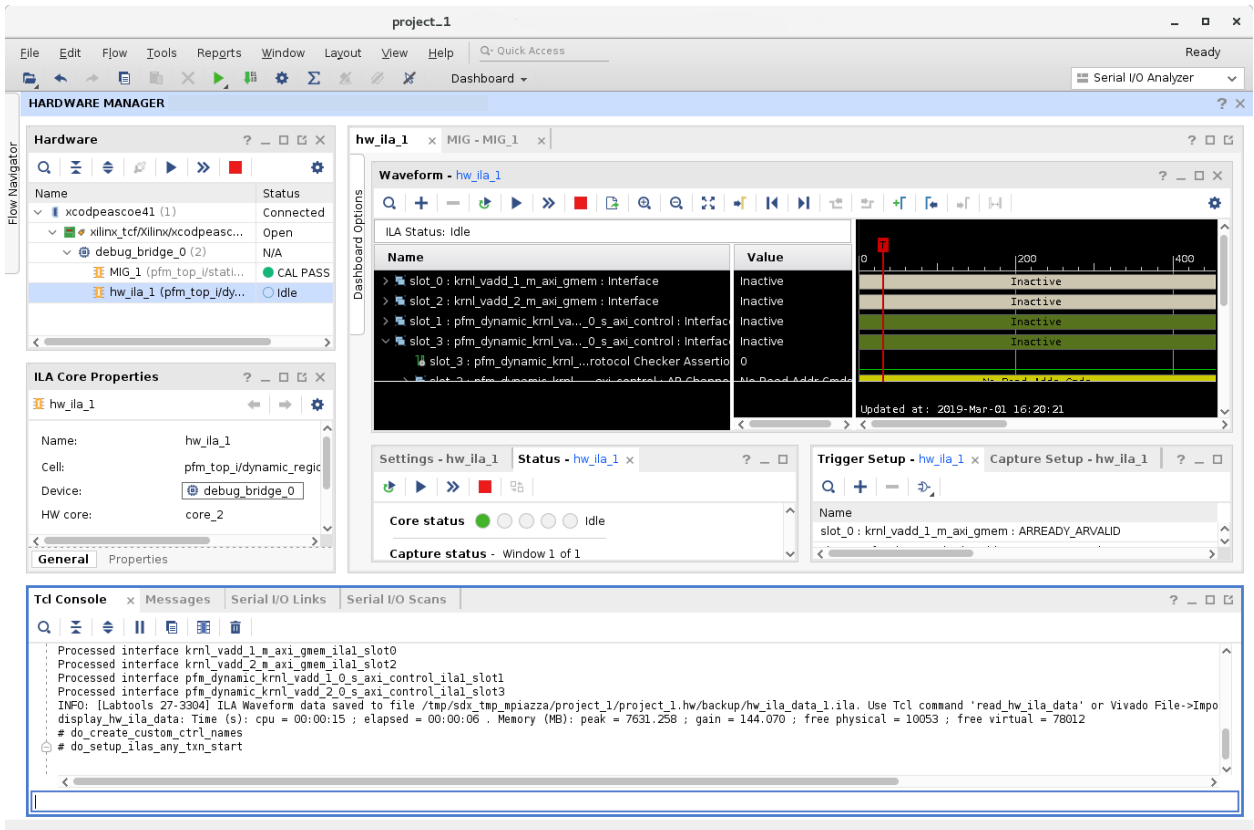 project_1
File Edit Flow Tools Reports Window Layout View Help Q- Quick Access Ready
Dashboard Serial I/O Analyzer
HARDWARE MANAGER
Flow Navigator
Hardware
Name Status
xcodpeascoe41 (1) Connected
xilinx_tcf/Xilinx/xcodpeasc... Open
debug_bridge_0 (2) N/A
MIG_1 (pfm_top_i/stati... CAL PASS
hw_ila_1 (pfm_top_i/dy... Idle
ILA Core Properties
hw_ila_1
Name: hw_ila_1
Cell: pfm_top_i/dynamic_regic
Device: debug_bridge_0
HW core: core_2
General Properties
hw_ila_1 MIG - MIG_1
Dashboard Options
Waveform - hw_ila_1
ILA Status: Idle
Name Value
0 200 400
T
slot_0 : krnl_vadd_1_m_axi_gmem : Interface Inactive Inactive
slot_2 : krnl_vadd_2_m_axi_gmem : Interface Inactive Inactive
slot_1 : pfm_dynamic_krnl_va..._0_s_axi_control : Interface Inactive Inactive
slot_3 : pfm_dynamic_krnl_va..._0_s_axi_control : Interface Inactive Inactive
slot_3 : pfm_dynamic_krnl_...rotocol Checker Assertio 0
No Read Addr Cmds No Read Addr Cmds
Updated at: 2019-Mar-01 16:20:21
Settings - hw_ila_1 Status - hw_ila_1
Core status Idle
Capture status - Window 1 of 1
Trigger Setup - hw_ila_1 Capture Setup - hw_ila_1
Name
slot_0 : krnl_vadd_1_m_axi_gmem : ARREADY_ARVALID
Tcl Console Messages Serial I/O Links Serial I/O Scans
Processed interface krnl_vadd_1_m_axi_gmem_ila1_slot0
Processed interface krnl_vadd_2_m_axi_gmem_ila1_slot2
Processed interface pfm_dynamic_krnl_vadd_1_0_s_axi_control_ila1_slot1
Processed interface pfm_dynamic_krnl_vadd_2_0_s_axi_control_ila1_slot3
INFO: [Labtools 27-3304] ILA Waveform data saved to file /tmp/sdx_tmp_mpiazza/project_1/project_1.hw/backup/hw_ila_data_1.ila. Use Tcl command 'read_hw_ila_data' or Vivado File->Impo
display_hw_ila_data: Time (s): cpu = 00:00:15 ; elapsed = 00:00:06 . Memory (MB): peak = 7631.258 ; gain = 144.070 ; free physical = 10053 ; free virtual = 78012
# do_create_custom_ctrl_names
# do_setup_ilas_any_txn_start